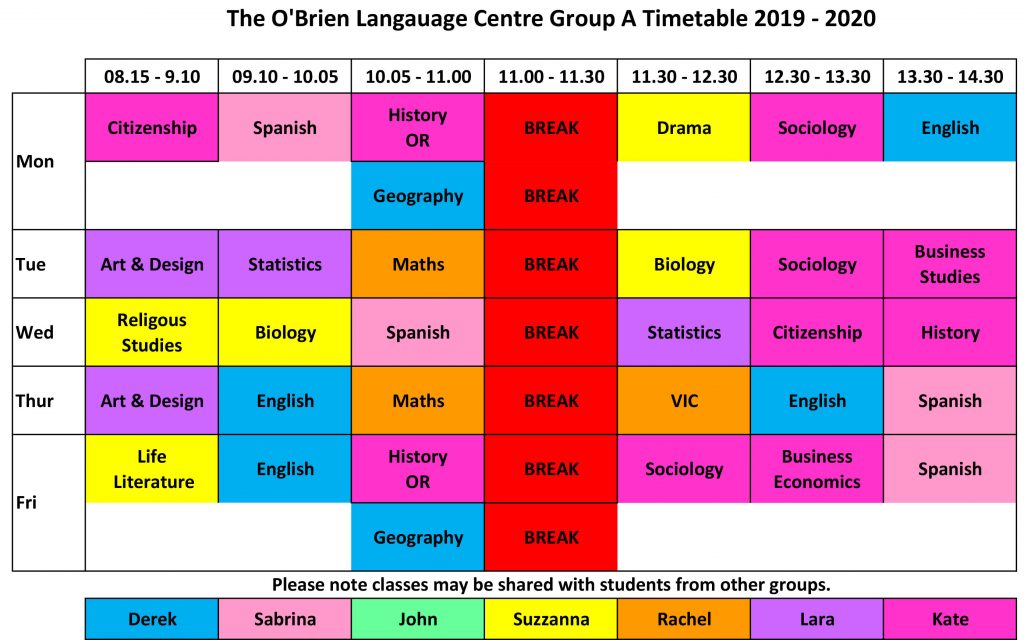 The O'Brien Langauage Centre Group A Timetable 2019 - 2020
08.15 - 9.10 09.10 - 10.05 10.05 - 11.00 11.00 - 11.30 11.30 - 12.30 12.30 - 13.30 13.30 - 14.30
Mon
Citizenship Spanish History OR BREAK Drama Sociology English
Geography BREAK
Tue Art & Design Statistics Maths BREAK Biology Sociology Business Studies
Wed Religous Studies Biology Spanish BREAK Statistics Citizenship History
Thur Art & Design English Maths BREAK VIC English Spanish
Fri
Life Literature English History OR BREAK Sociology Business Economics Spanish
Geography BREAK
Please note classes may be shared with students from other groups.
Derek Sabrina John Suzzanna Rachel Lara Kate